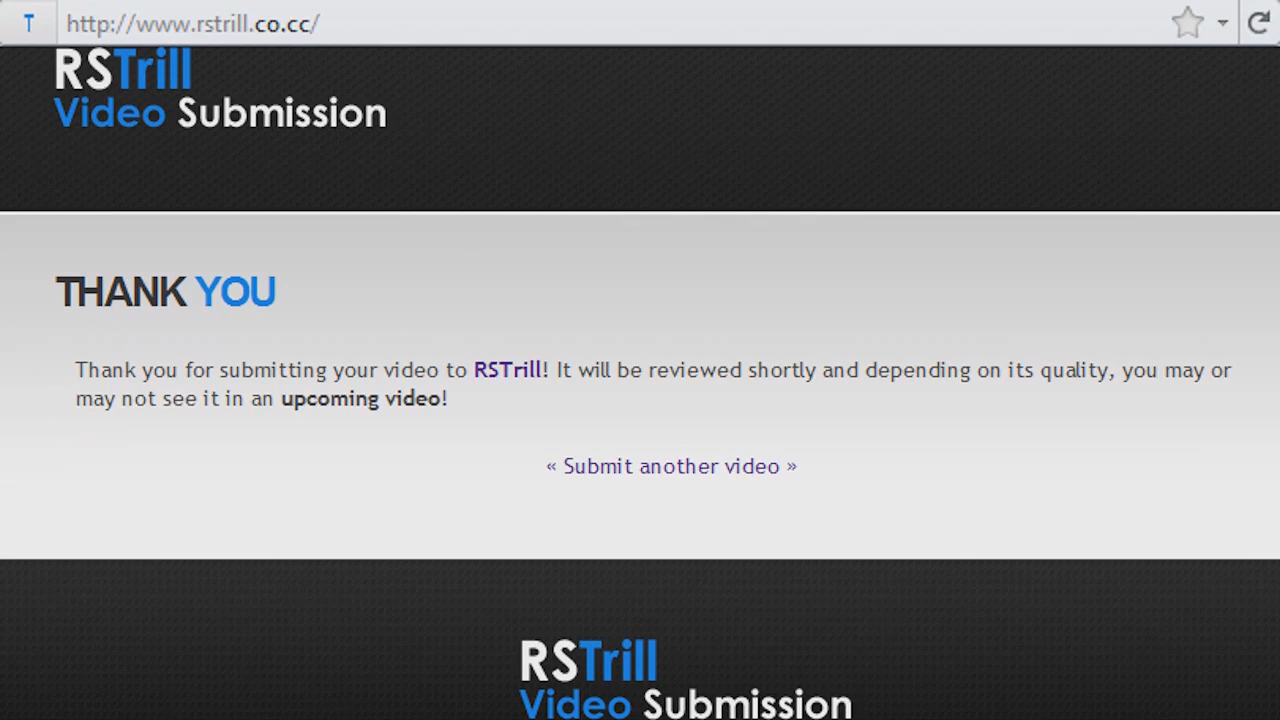 T http://www.rstrill.co.cc/
RSTrill
Video Submission
THANK YOU
Thank you for submitting your video to RSTrill! It will be reviewed shortly and depending on its quality, you may or
may not see it in an upcoming video!
« Submit another video »
RSTrill
Video Submission